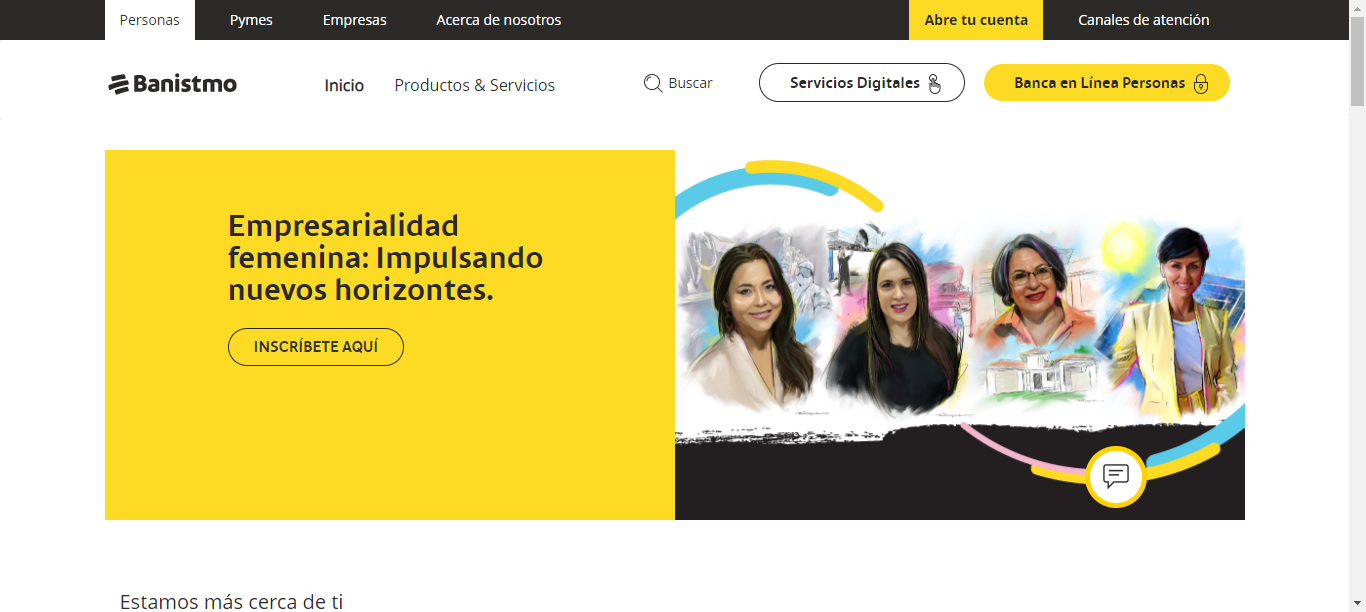 Personas
Pymes
Empresas
Acerca de nosotros
Abre tu cuenta
Canales de atención
Banistmo
Inicio
Productos & Servicios
Buscar
Servicios Digitales
Banca en Línea Personas
Empresarialidad
femenina: Impulsando
nuevos horizontes.
INSCRÍBETE AQUÍ
Estamos más cerca de ti